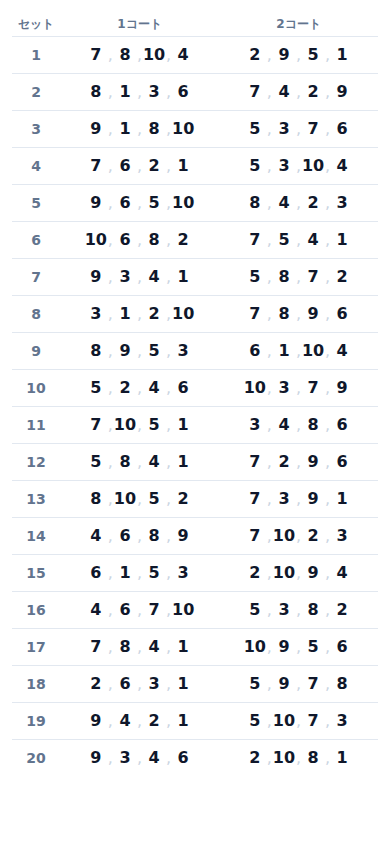 セット 1コート 2コート
1 7 , 8 , 10 , 4 2 , 9 , 5 , 1
2 8 , 1 , 3 , 6 7 , 4 , 2 , 9
3 9 , 1 , 8 , 10 5 , 3 , 7 , 6
4 7 , 6 , 2 , 1 5 , 3 , 10 , 4
5 9 , 6 , 5 , 10 8 , 4 , 2 , 3
6 10 , 6 , 8 , 2 7 , 5 , 4 , 1
7 9 , 3 , 4 , 1 5 , 8 , 7 , 2
8 3 , 1 , 2 , 10 7 , 8 , 9 , 6
9 8 , 9 , 5 , 3 6 , 1 , 10 , 4
10 5 , 2 , 4 , 6 10 , 3 , 7 , 9
11 7 , 10 , 5 , 1 3 , 4 , 8 , 6
12 5 , 8 , 4 , 1 7 , 2 , 9 , 6
13 8 , 10 , 5 , 2 7 , 3 , 9 , 1
14 4 , 6 , 8 , 9 7 , 10 , 2 , 3
15 6 , 1 , 5 , 3 2 , 10 , 9 , 4
16 4 , 6 , 7 , 10 5 , 3 , 8 , 2
17 7 , 8 , 4 , 1 10 , 9 , 5 , 6
18 2 , 6 , 3 , 1 5 , 9 , 7 , 8
19 9 , 4 , 2 , 1 5 , 10 , 7 , 3
20 9 , 3 , 4 , 6 2 , 10 , 8 , 1